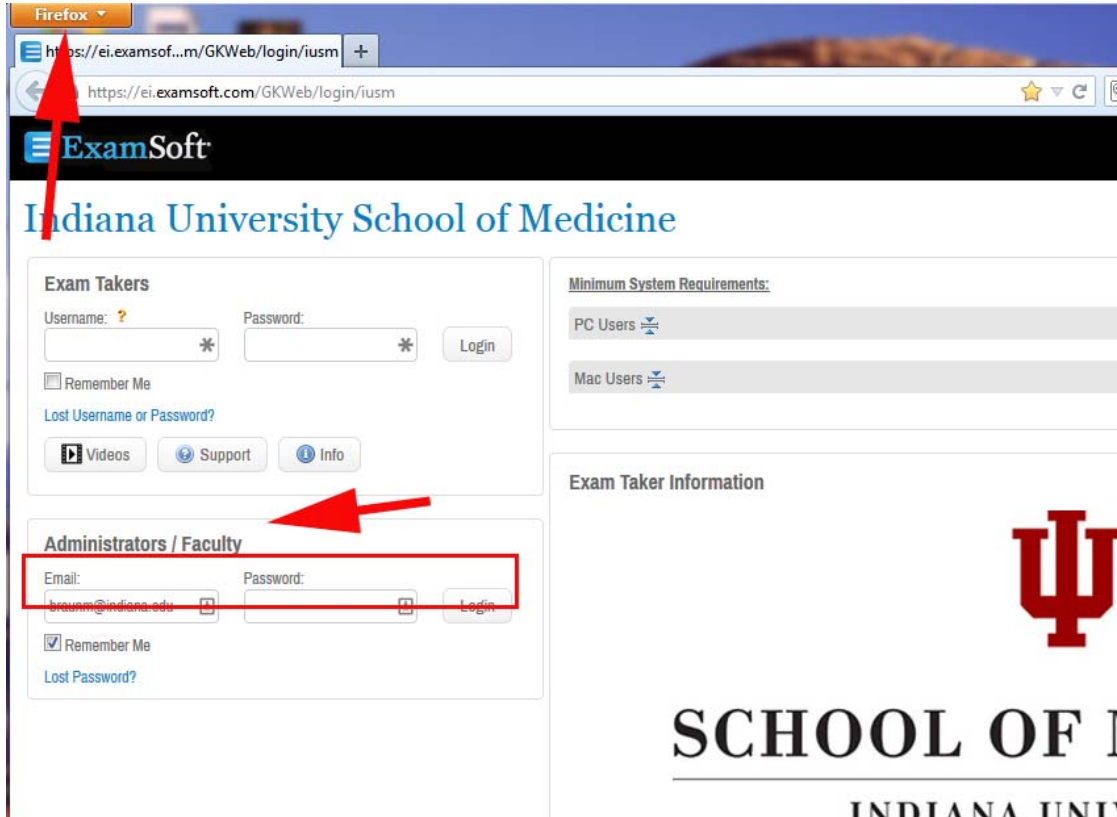 Firefox
https://ei.examsof...m/GKWeb/login/iusm +
https://ei.examsoft.com/GKWeb/login/iusm
ExamSoft
Indiana University School of Medicine
Exam Takers
Username: ?
Password:
Login
Remember Me
Lost Username or Password?
Videos Support Info
Administrators / Faculty
Email:
Password:
braunm@indiana.edu
Login
Remember Me
Lost Password?
Minimum System Requirements:
PC Users
Mac Users
Exam Taker Information
SCHOOL OF
INDIANA UNIV